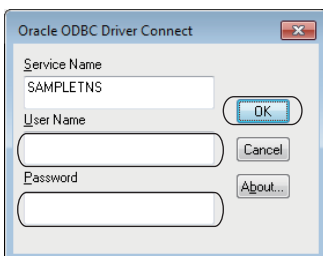 Oracle ODBC Driver Connect
Service Name
SAMPLETNS
OK
User Name
Cancel
Password
About...